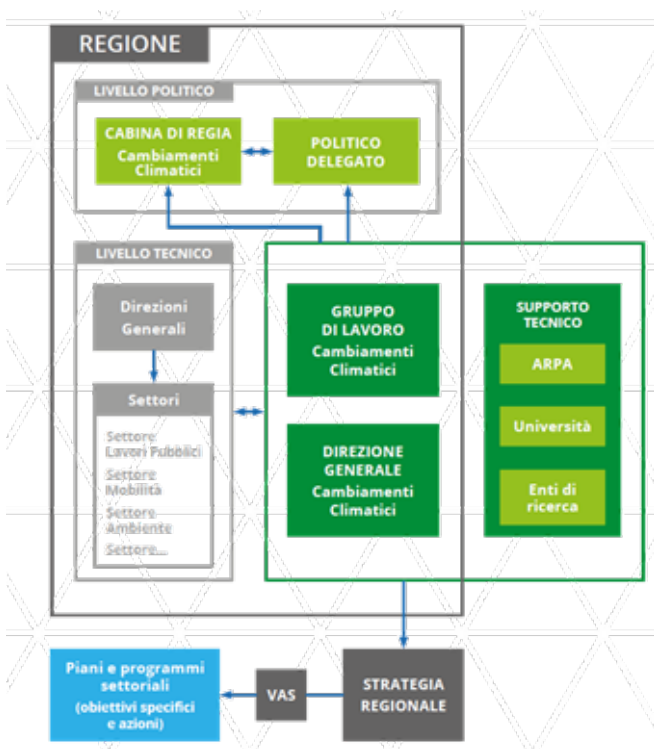 REGIONE
LIVELLO POLITICO
CABINA DI REGIA
Cambiamenti
Climatici
POLITICO
DELEGATO
LIVELLO TECNICO
Direzioni
Generali
Settori
Settore
Lavori Pubblici
Settore
Mobilità
Settore
Ambiente
Settore...
GRUPPO
DI LAVORO
Cambiamenti
Climatici
DIREZIONE
GENERALE
Cambiamenti
Climatici
SUPPORTO
TECNICO
ARPA
Università
Enti di
ricerca
Piani e programmi
settoriali
(obiettivi specifici
e azioni)
VAS
STRATEGIA
REGIONALE